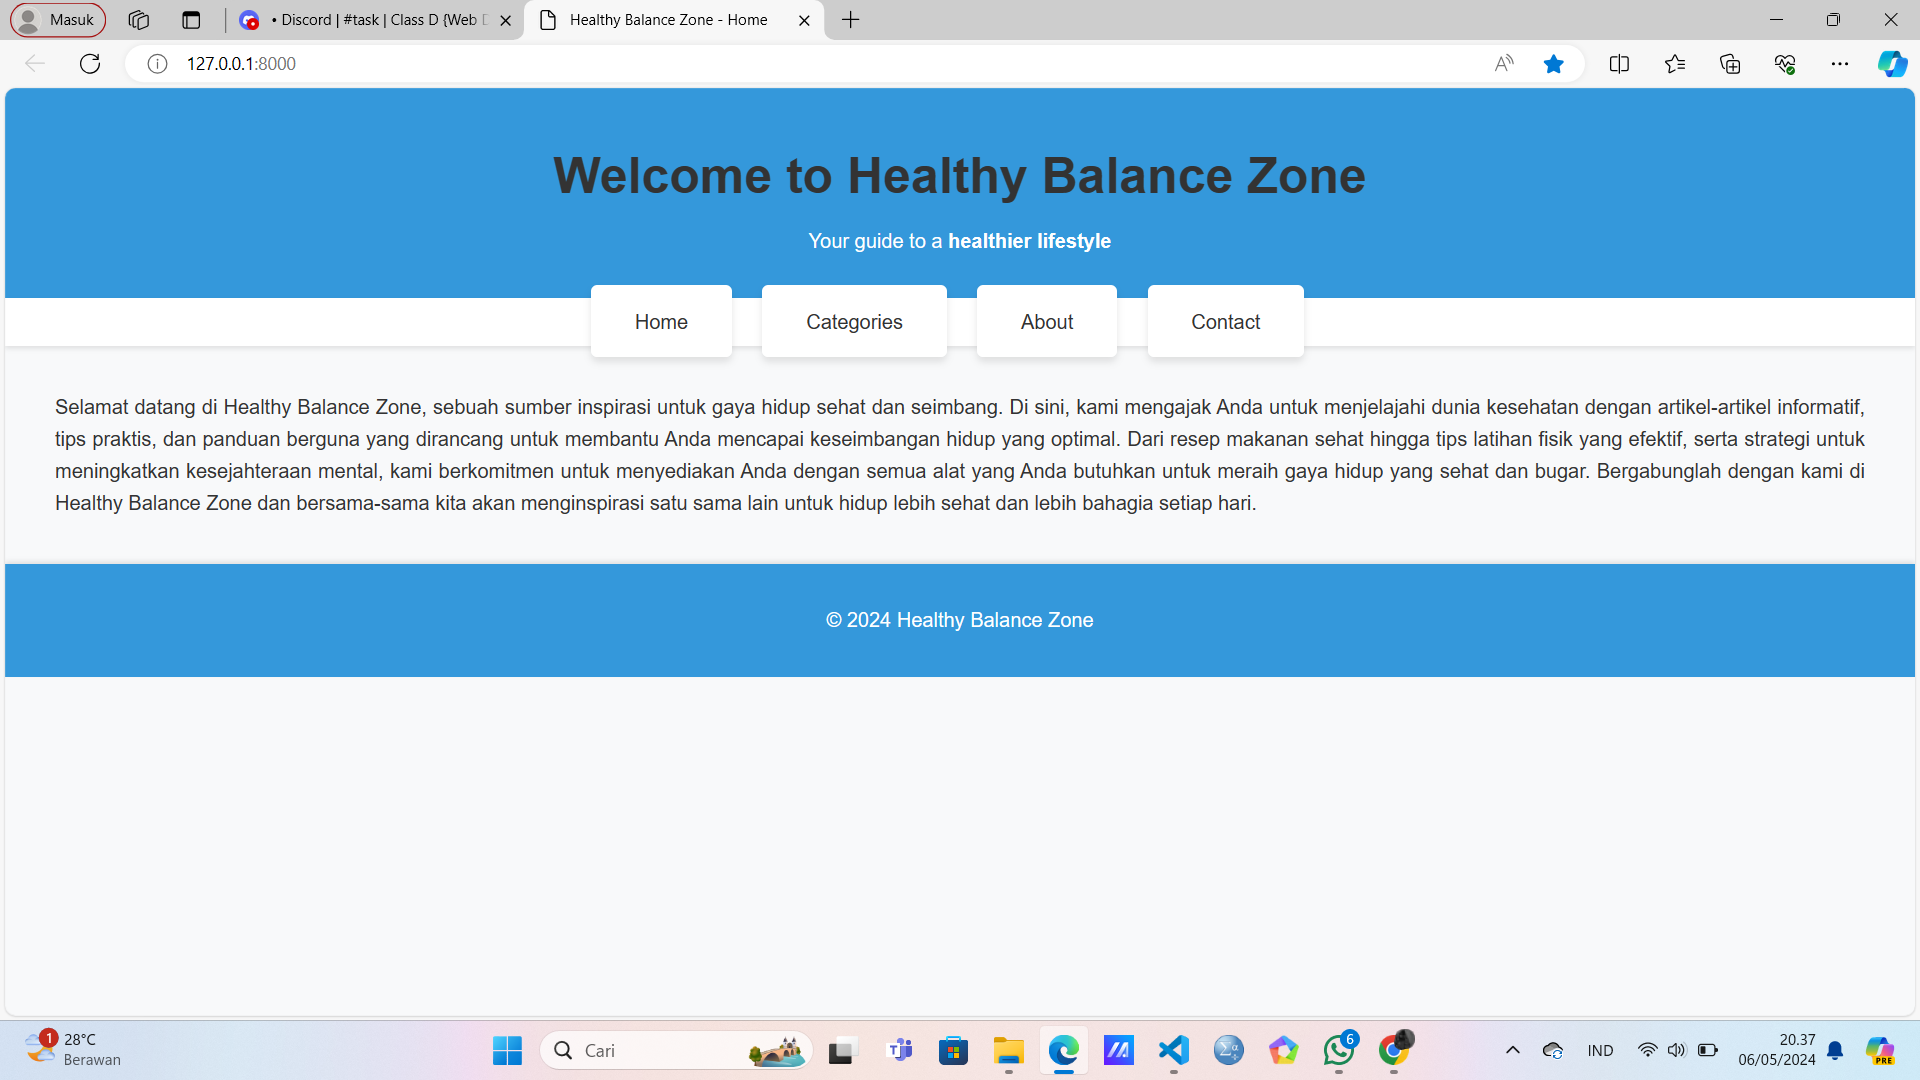 Masuk
• Discord | #task | Class D {Web D
Healthy Balance Zone - Home
127.0.0.1:8000
Welcome to Healthy Balance Zone
Your guide to a healthier lifestyle
Home
Categories
About
Contact
Selamat datang di Healthy Balance Zone, sebuah sumber inspirasi untuk gaya hidup sehat dan seimbang. Di sini, kami mengajak Anda untuk menjelajahi dunia kesehatan dengan artikel-artikel informatif,
tips praktis, dan panduan berguna yang dirancang untuk membantu Anda mencapai keseimbangan hidup yang optimal. Dari resep makanan sehat hingga tips latihan fisik yang efektif, serta strategi untuk
meningkatkan kesejahteraan mental, kami berkomitmen untuk menyediakan Anda dengan semua alat yang Anda butuhkan untuk meraih gaya hidup yang sehat dan bugar. Bergabunglah dengan kami di
Healthy Balance Zone dan bersama-sama kita akan menginspirasi satu sama lain untuk hidup lebih sehat dan lebih bahagia setiap hari.
© 2024 Healthy Balance Zone
1
28°C
Berawan
Cari
6
IND
20.37
06/05/2024
PRE